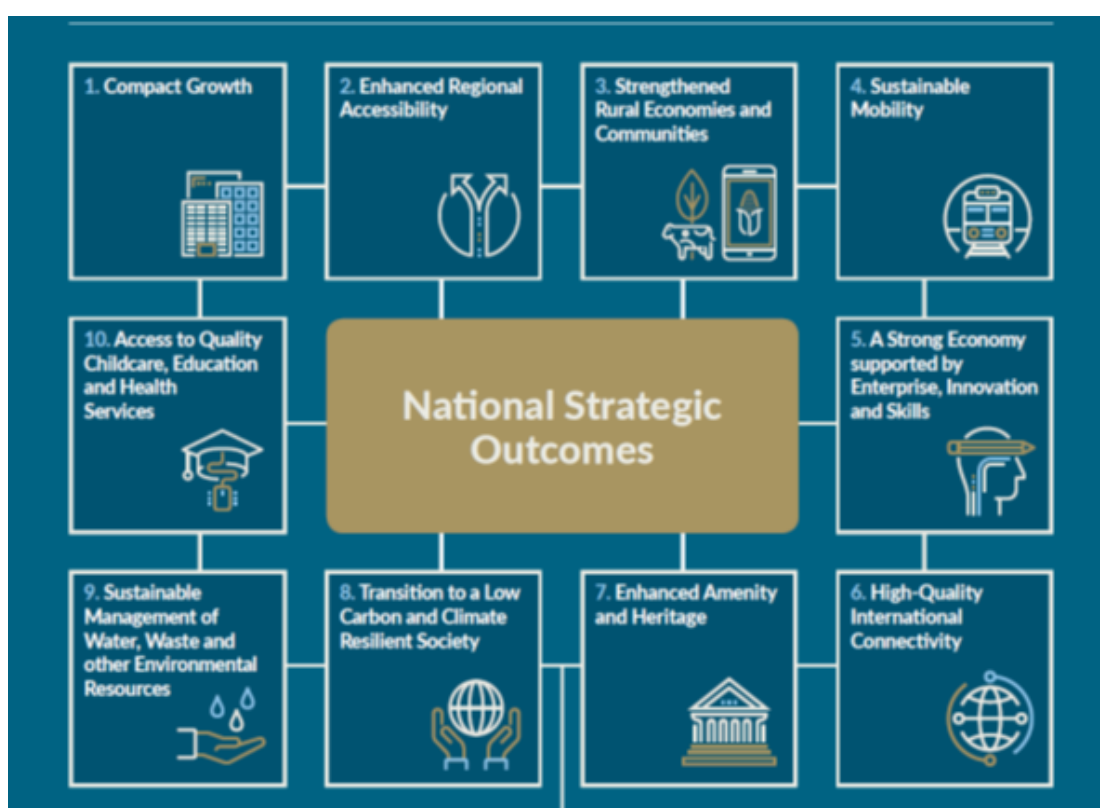 1. Compact Growth
2. Enhanced Regional
Accessibility
3. Strengthened
Rural Economies and
Communities
4. Sustainable
Mobility
10. Access to Quality
Childcare, Education
and Health
Services
National Strategic
Outcomes
5. A Strong Economy
supported by
Enterprise, Innovation
and Skills
9. Sustainable
Management of
Water, Waste and
other Environmental
Resources
8. Transition to a Low
Carbon and Climate
Resilient Society
7. Enhanced Amenity
and Heritage
6. High-Quality
International
Connectivity